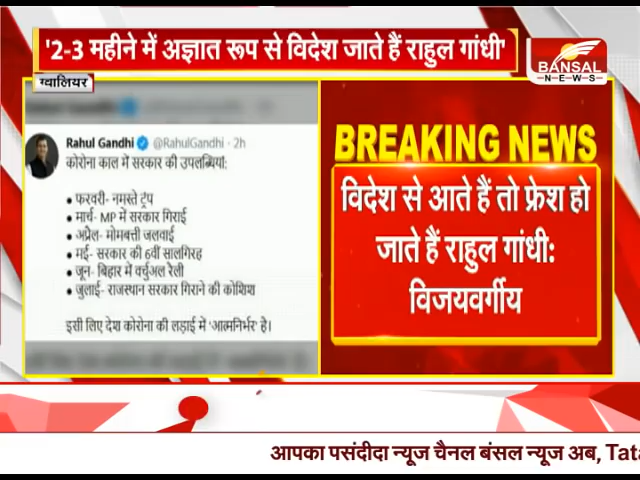 '2-3 महीने में अज्ञात रूप से विदेश जाते हैं राहुल गांधी'
BANSAL
NEWS
ग्वालियर
Rahul Gandhi @RahulGandhi · 2h
कोरोना काल में सरकार की उपलब्धियां:
• फरवरी- नमस्ते ट्रंप
• मार्च- MP में सरकार गिराई
• अप्रैल- मोमबत्ती जलवाई
• मई- सरकार की 6वीं सालगिरह
• जून- बिहार में वर्चुअल रैली
• जुलाई- राजस्थान सरकार गिराने की कोशिश
इसी लिए देश कोरोना की लड़ाई में 'आत्मनिर्भर' है।
BREAKING NEWS
विदेश से आते हैं तो फ्रेश हो
जाते हैं राहुल गांधी:
विजयवर्गीय
आपका पसंदीदा न्यूज चैनल बंसल न्यूज अब, Tata